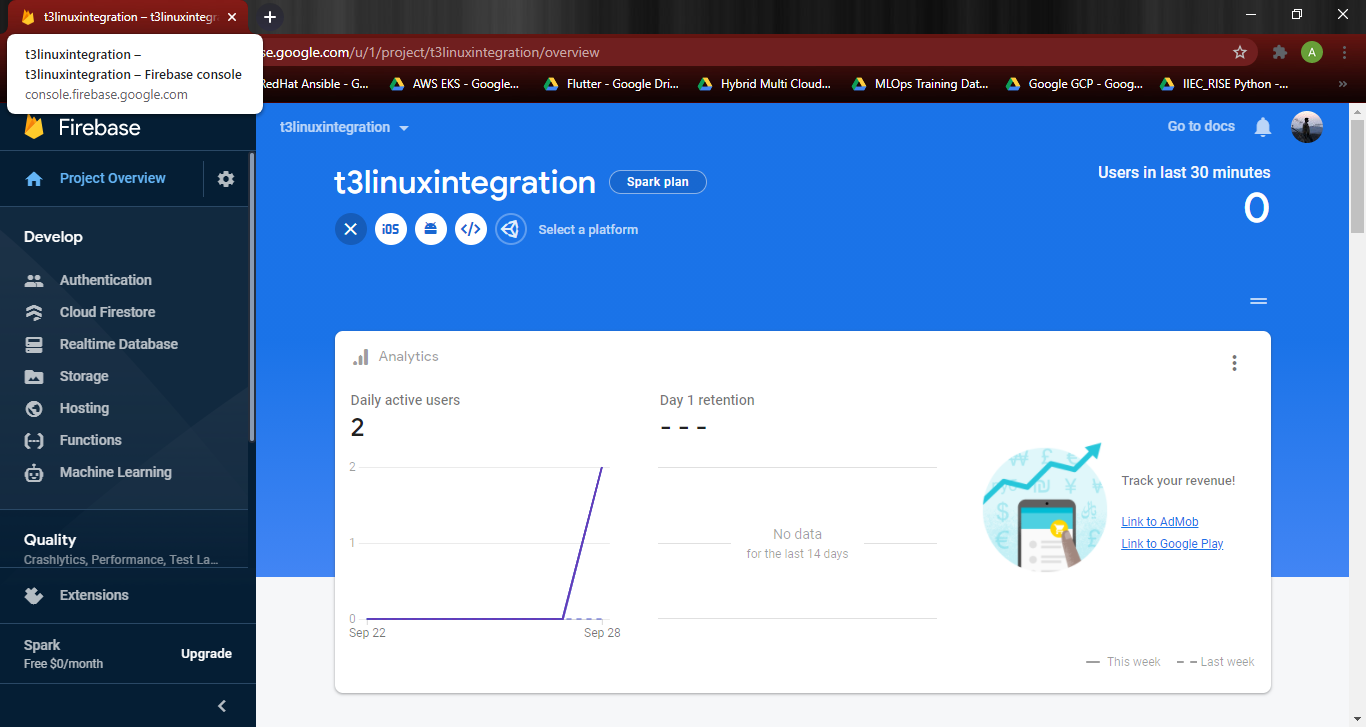 t3linuxintegration – t3linuxintegr
t3linuxintegration –
t3linuxintegration – Firebase console
console.firebase.google.com
se.google.com/u/1/project/t3linuxintegration/overview
A
RedHat Ansible - G...
AWS EKS - Google...
Flutter - Google Dri...
Hybrid Multi Cloud...
MLOps Training Dat...
Google GCP - Goog...
IIEC_RISE Python -...
»
Firebase
t3linuxintegration
Go to docs
Project Overview
t3linuxintegration
Spark plan
Users in last 30 minutes
0
iOS
</>
Select a platform
Develop
Authentication
Cloud Firestore
Realtime Database
Storage
Hosting
Functions
Machine Learning
Quality
Crashlytics, Performance, Test La...
Extensions
Spark
Free $0/month
Upgrade
Analytics
Daily active users
2
2
1
0
Sep 22
Sep 28
Day 1 retention
- - -
No data
for the last 14 days
Track your revenue!
Link to AdMob
Link to Google Play
This week
Last week